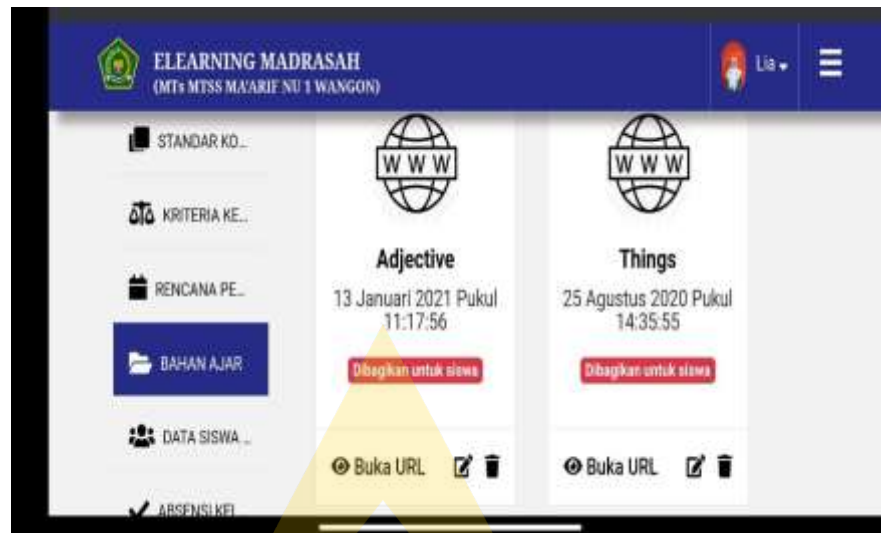 ELEARNING MADRASAH
(MTs MTSS MA'ARIF NU 1 WANGON)
Lia
STANDAR KO...
KRITERIA KE...
RENCANA PE...
BAHAN AJAR
DATA SISWA ...
ABSENSI KEL
WWW
Adjective
13 Januari 2021 Pukul
11:17:56
Dibagikan untuk siswa
Buka URL
WWW
Things
25 Agustus 2020 Pukul
14:35:55
Dibagikan untuk siswa
Buka URL